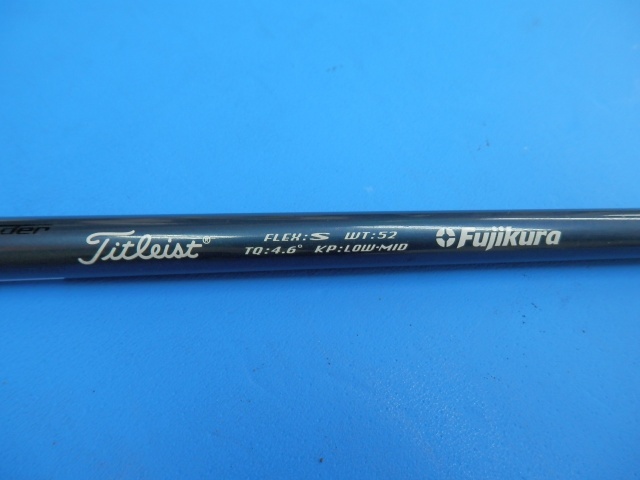 Titleist®
FLEX:S WT:52
TQ:4.6° KP:LOW-MID
Fujikura